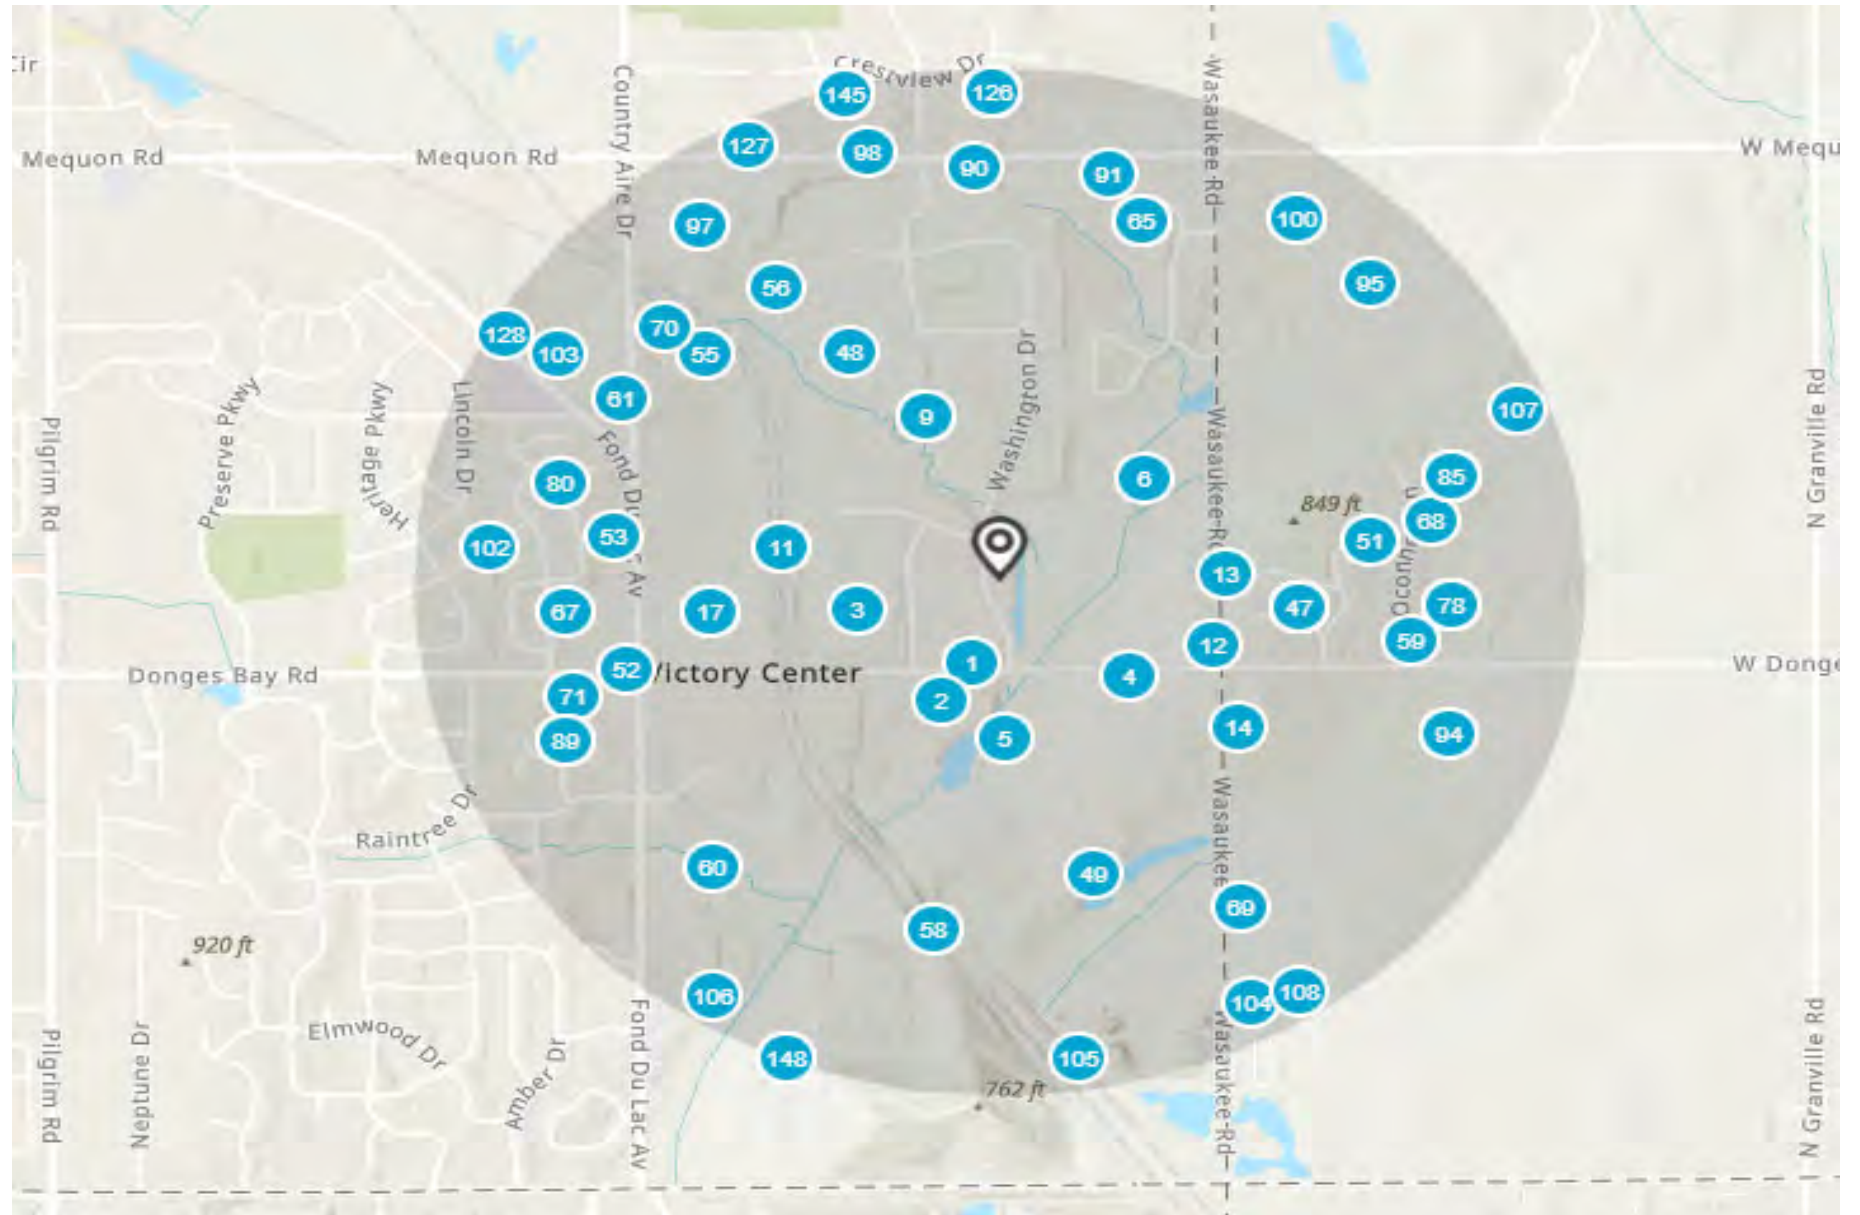 Cir
Crestview Dr
145
126
Country Aire Dr
Wasaukee Rd
127
98
90
Mequon Rd
Mequon Rd
W Mequ
91
97
65
100
56
95
128
103
70
55
48
Washington Dr
61
9
107
Pilgrim Rd
Preserve Pkwy
Heritage Pkwy
Lincoln Dr
Fond Du
c Av
Wasaukee Rd
N Granville Rd
80
6
85
849 ft
68
102
53
11
51
13
67
17
3
47
78
12
59
Donges Bay Rd
52
Victory Center
1
4
W Donge
71
2
89
5
14
94
Raintree Dr
Wasaukee
60
49
69
920 ft
58
106
104
108
Elmwood Dr
148
105
762 ft
Pilgrim Rd
Neptune Dr
Amber Dr
Fond Du Lac Av
Wasaukee Rd
N Granville Rd